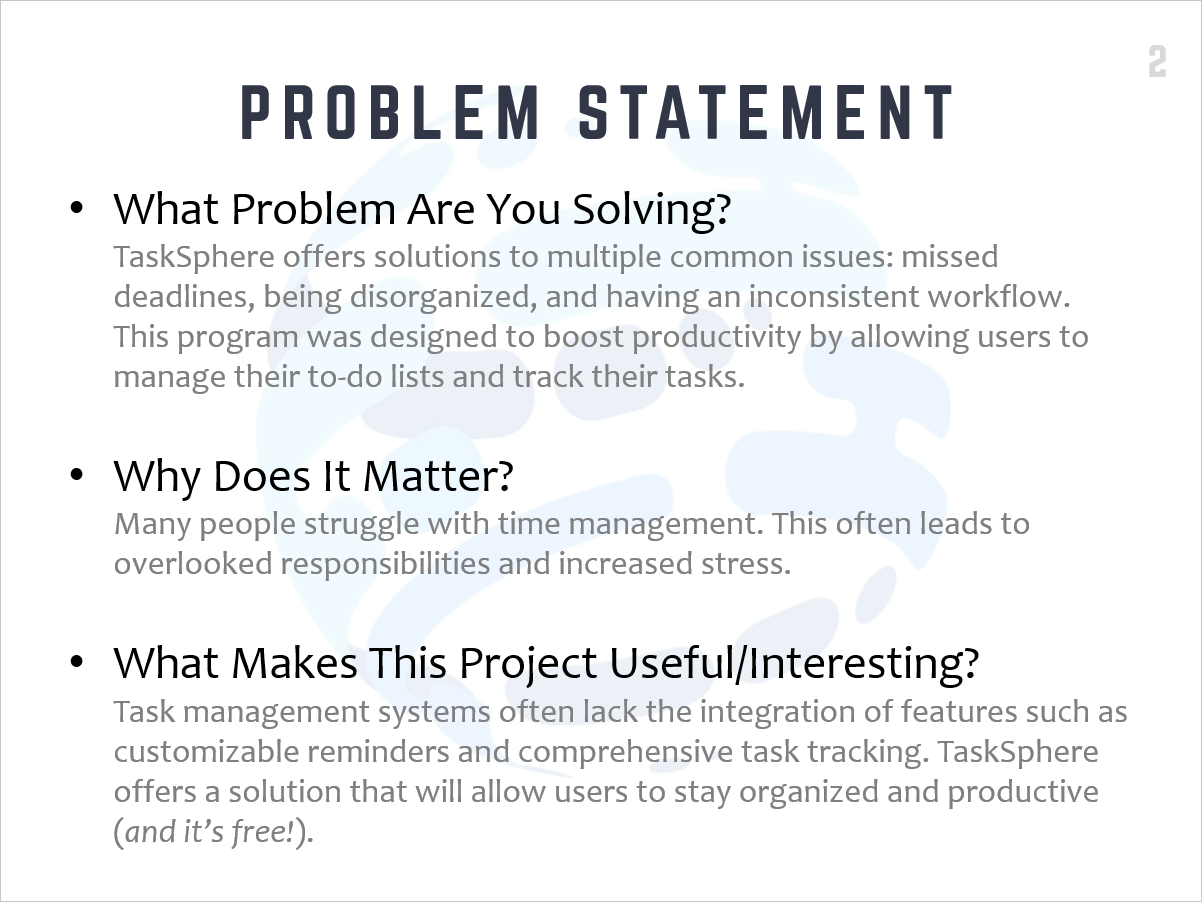 2
PROBLEM STATEMENT
• What Problem Are You Solving?
TaskSphere offers solutions to multiple common issues: missed
deadlines, being disorganized, and having an inconsistent workflow.
This program was designed to boost productivity by allowing users to
manage their to-do lists and track their tasks.
• Why Does It Matter?
Many people struggle with time management. This often leads to
overlooked responsibilities and increased stress.
• What Makes This Project Useful/Interesting?
Task management systems often lack the integration of features such as
customizable reminders and comprehensive task tracking. TaskSphere
offers a solution that will allow users to stay organized and productive
(and it’s free!).